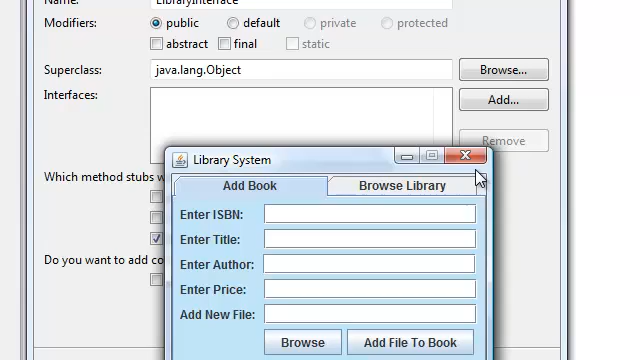 Name: LibraryInterface
Modifiers: public default private protected
abstract final static
Superclass: java.lang.Object Browse...
Interfaces: Add...
Remove
Library System
Which method stubs
Add Book Browse Library
Enter ISBN:
Enter Title:
Do you want to add
Enter Author:
Enter Price:
Add New File:
Browse Add File To Book